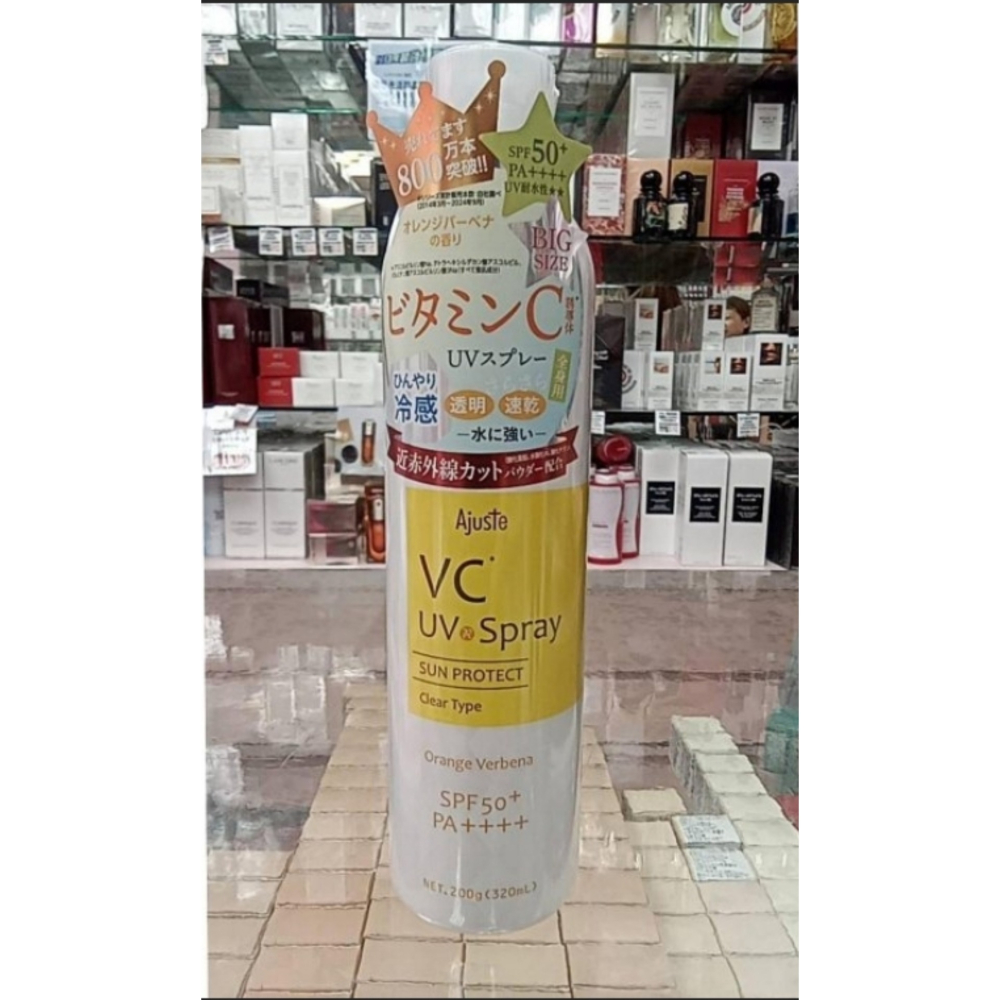 売れてます
800万本
突破!!
SPF50+
PA++++
UV耐水性★★
オレンジバーベナ
の香り
BIG
SIZE
ビタミンC誘導体
UVスプレー
全身用
ひんやり
冷感
透明
速乾
ー水に強いー
近赤外線カット
パウダー配合
Ajuste
VC*
UV Spray
SUN PROTECT
Clear Type
Orange Verbena
SPF50+
PA++++
NET.200g(320mL)